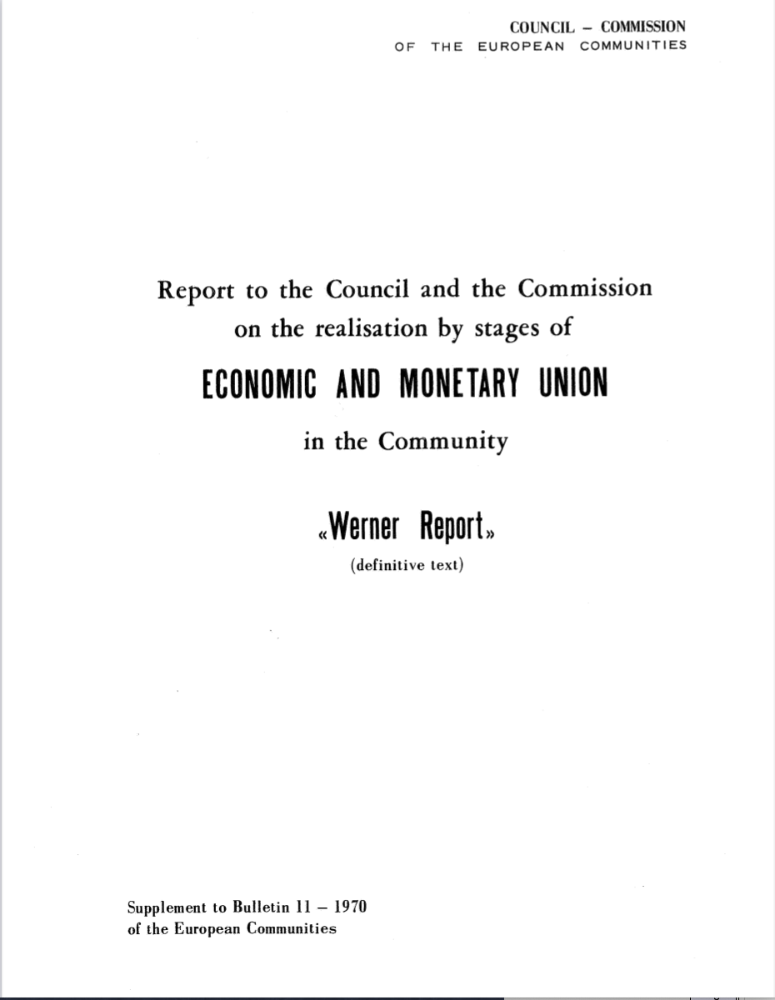 COUNCIL – COMMISSION
OF THE EUROPEAN COMMUNITIES
Report to the Council and the Commission
on the realisation by stages of
ECONOMIC AND MONETARY UNION
in the Community
«Werner Report»
(definitive text)
Supplement to Bulletin 11 – 1970
of the European Communities